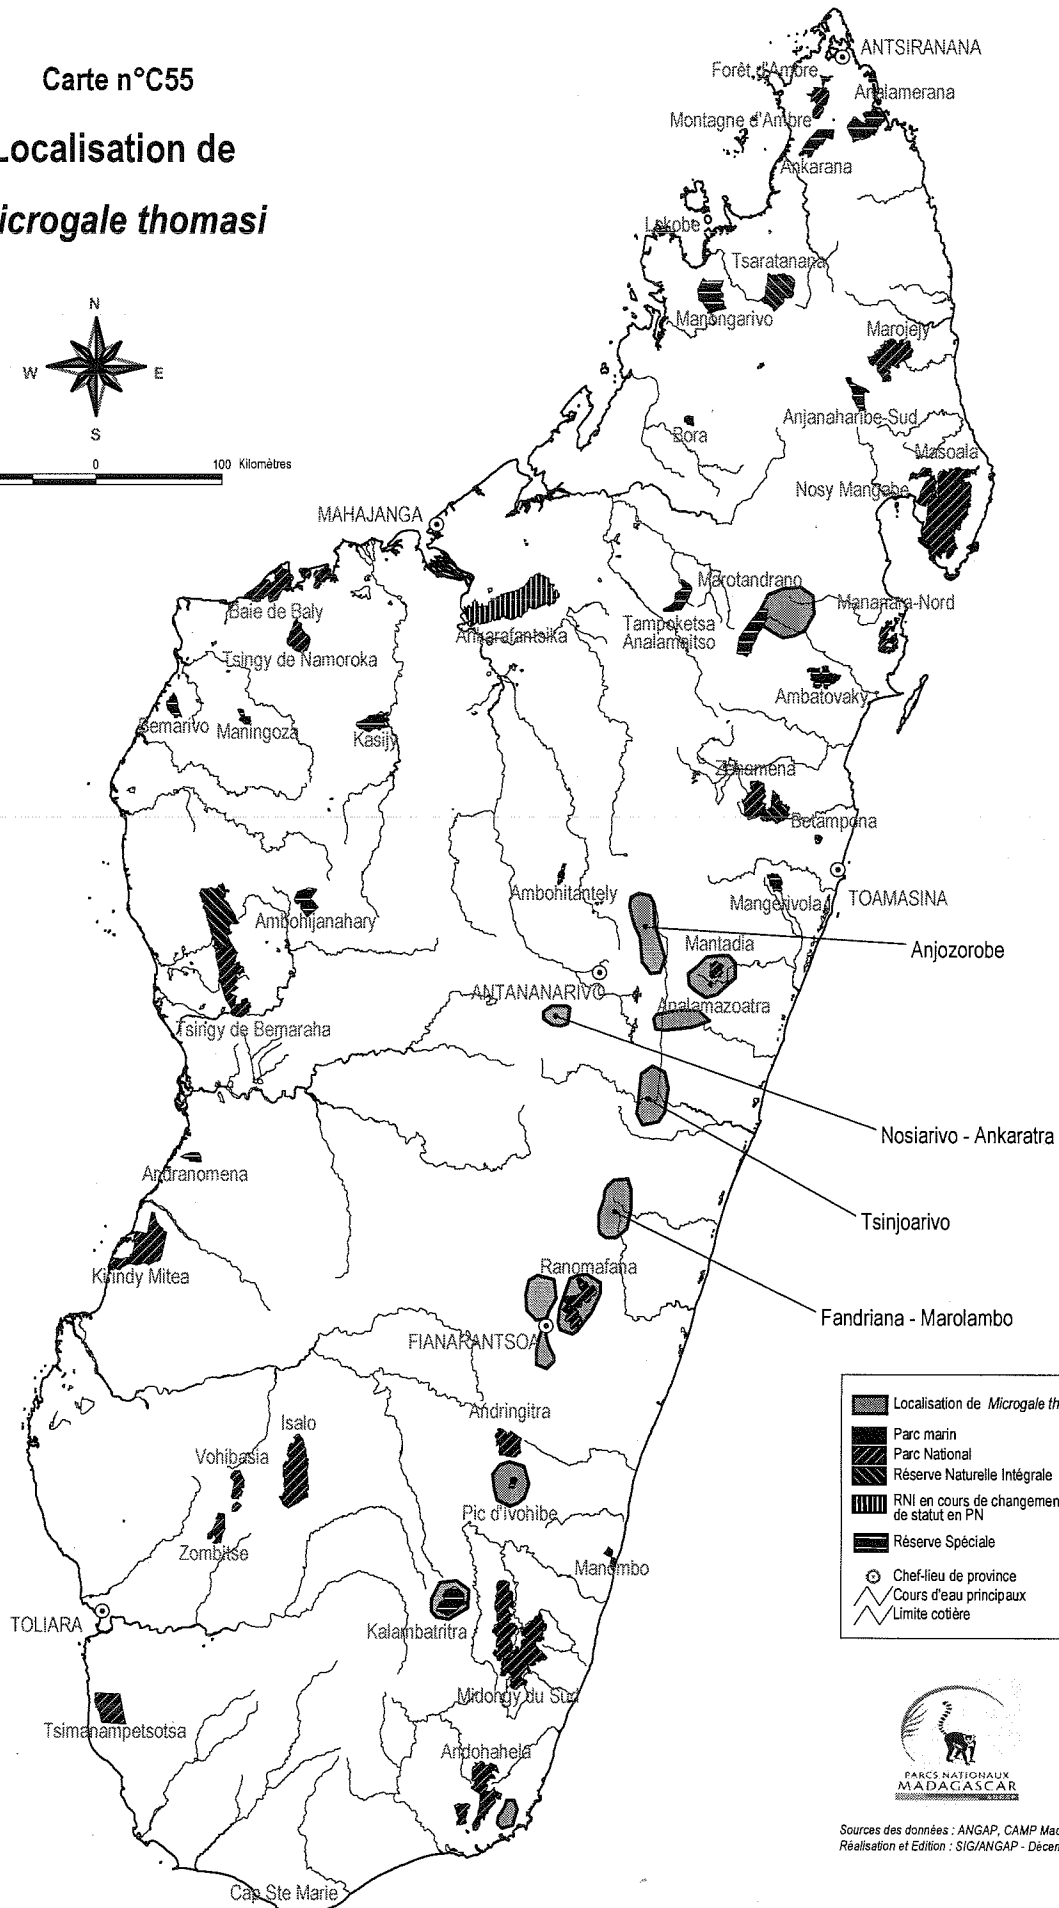 Carte n°C55
Localisation de
icrogale thomasi
N
W
E
S
0
100 Kilomètres
ANTSIRANANA
Forêt d'Ambre
Analamerana
Montagne d'Ambre
Ankarana
Lokobe
Tsaratanana
Manongarivo
Marojejy
Anjanaharibe-Sud
Bora
Masoala
Nosy Mangabe
MAHAJANGA
Marotandrano
Mananara-Nord
Baie de Baly
Ankarafantsika
Tampoketsa
Analamaitso
Tsingy de Namoroka
Ambatovaky
Bemarivo
Maningoza
Kasijy
Zahamena
Betampona
Ambohitantely
Mangerivola
TOAMASINA
Ambohijanahary
Mantadia
Anjozorobe
ANTANANARIVO
Analamazoatra
Tsingy de Bemaraha
Nosiarivo - Ankaratra
Andranomena
Tsinjoarivo
Kirindy Mitea
Ranomafana
Fandriana - Marolambo
FIANARANTSOA
Andringitra
Isalo
Vohibasia
Pic d'Ivohibe
Zombitse
Manombo
TOLIARA
Kalambatritra
Midongy du Sud
Tsimanampetsotsa
Andohahela
Cap Ste Marie
Localisation de Microgale th
Parc marin
Parc National
Réserve Naturelle Intégrale
RNI en cours de changemen
de statut en PN
Réserve Spéciale
Chef-lieu de province
Cours d'eau principaux
Limite cotière
PARCS NATIONAUX
MADAGASCAR
Sources des données : ANGAP, CAMP Mad
Réalisation et Edition : SIG/ANGAP - Décem